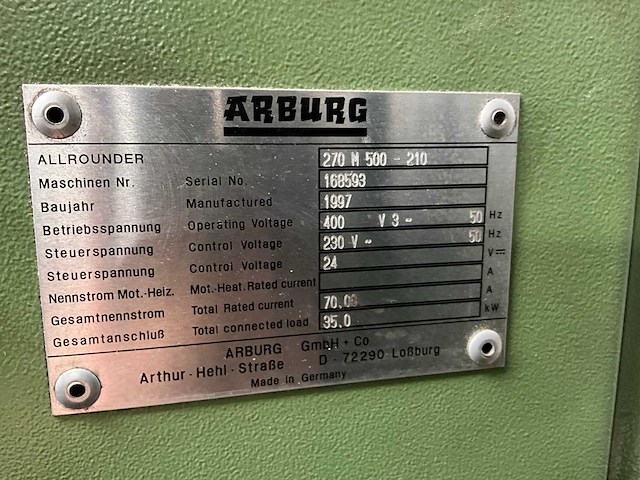 ARBURG
ALLROUNDER 270 M 500 - 210
Maschinen Nr. Serial No. 168593
Baujahr Manufactured 1997
Betriebsspannung Operating Voltage 400 V 3 ~ 50 Hz
Steuerspannung Control Voltage 230 V ~ 50 Hz
Steuerspannung Control Voltage 24 V⎓
Nennstrom Mot.-Heiz. Mot.-Heat. Rated current A
Gesamtnennstrom Total Rated current A
Gesamtanschluß Total connected load 35.0 kW
ARBURG GmbH + Co
Arthur - Hehl - Straße D - 72290 Loßburg
Made in Germany